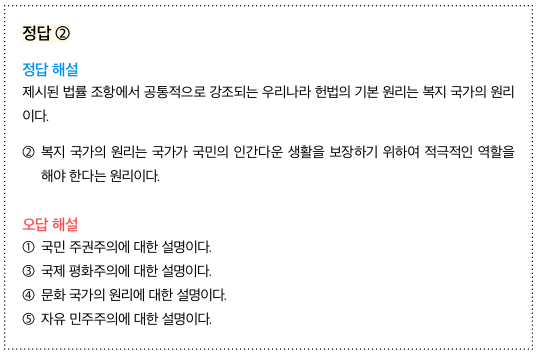 정답 ②
정답 해설
제시된 법률 조항에서 공통적으로 강조되는 우리나라 헌법의 기본 원리는 복지 국가의 원리
이다.
② 복지 국가의 원리는 국가가 국민의 인간다운 생활을 보장하기 위하여 적극적인 역할을
해야 한다는 원리이다.
오답 해설
① 국민 주권주의에 대한 설명이다.
③ 국제 평화주의에 대한 설명이다.
④ 문화 국가의 원리에 대한 설명이다.
⑤ 자유 민주주의에 대한 설명이다.